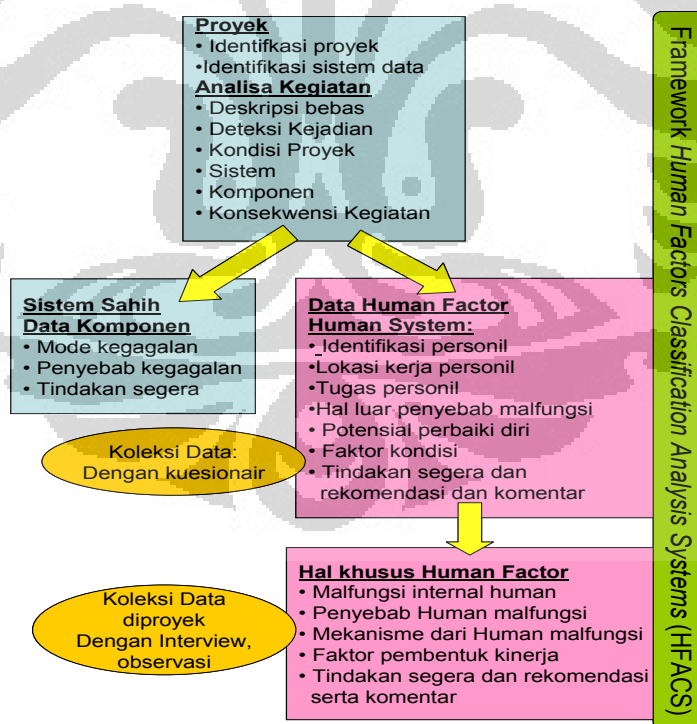 Proyek
• Identifkasi proyek
•Identifikasi sistem data
Analisa Kegiatan
• Deskripsi bebas
• Deteksi Kejadian
• Kondisi Proyek
• Sistem
• Komponen
• Konsekwensi Kegiatan
Sistem Sahih
Data Komponen
• Mode kegagalan
• Penyebab kegagalan
• Tindakan segera
Data Human Factor
Human System:
• Identifikasi personil
•Lokasi kerja personil
•Tugas personil
•Hal luar penyebab malfungsi
• Potensial perbaiki diri
• Faktor kondisi
• Tindakan segera dan
rekomendasi dan komentar
Koleksi Data:
Dengan kuesionair
Hal khusus Human Factor
• Malfungsi internal human
• Penyebab Human malfungsi
• Mekanisme dari Human malfungsi
• Faktor pembentuk kinerja
• Tindakan segera dan rekomendasi
serta komentar
Koleksi Data
diproyek
Dengan Interview,
observasi
Framework Human Factors Classification Analysis Systems (HFACS)